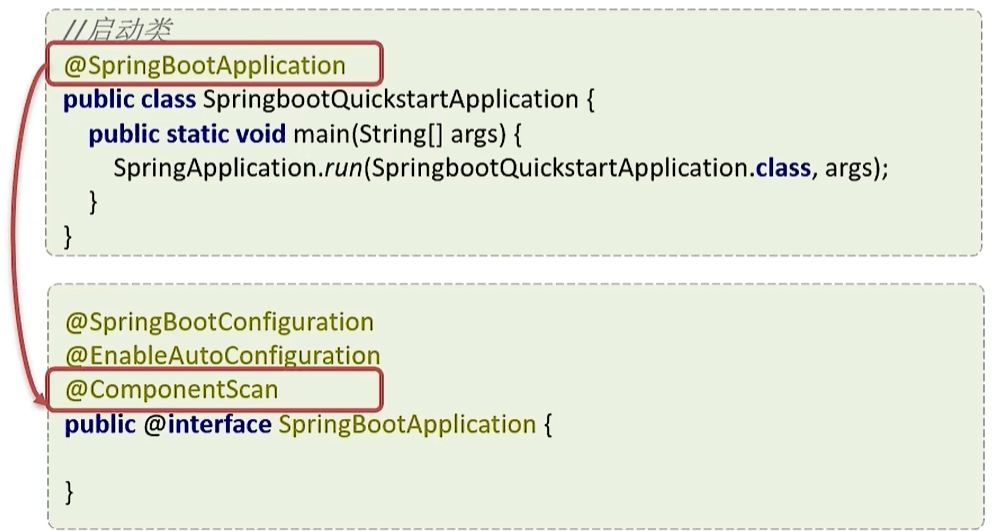 //启动类
@SpringBootApplication
public class SpringbootQuickstartApplication {
public static void main(String[] args) {
SpringApplication.run(SpringbootQuickstartApplication.class, args);
}
}
@SpringBootConfiguration
@EnableAutoConfiguration
@ComponentScan
public @interface SpringBootApplication {
}